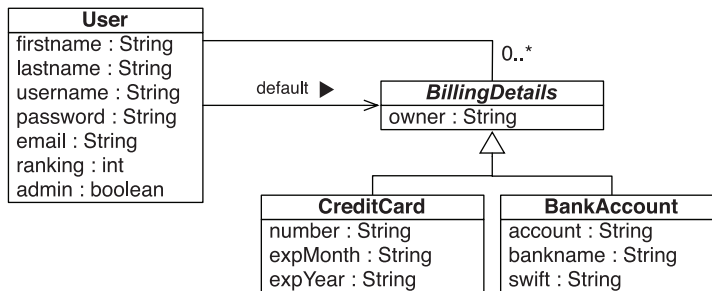 User
firstname : String
lastname : String
username : String
password : String
email : String
ranking : int
admin : boolean
0..*
default ▶
BillingDetails
owner : String
CreditCard
number : String
expMonth : String
expYear : String
BankAccount
account : String
bankname : String
swift : String